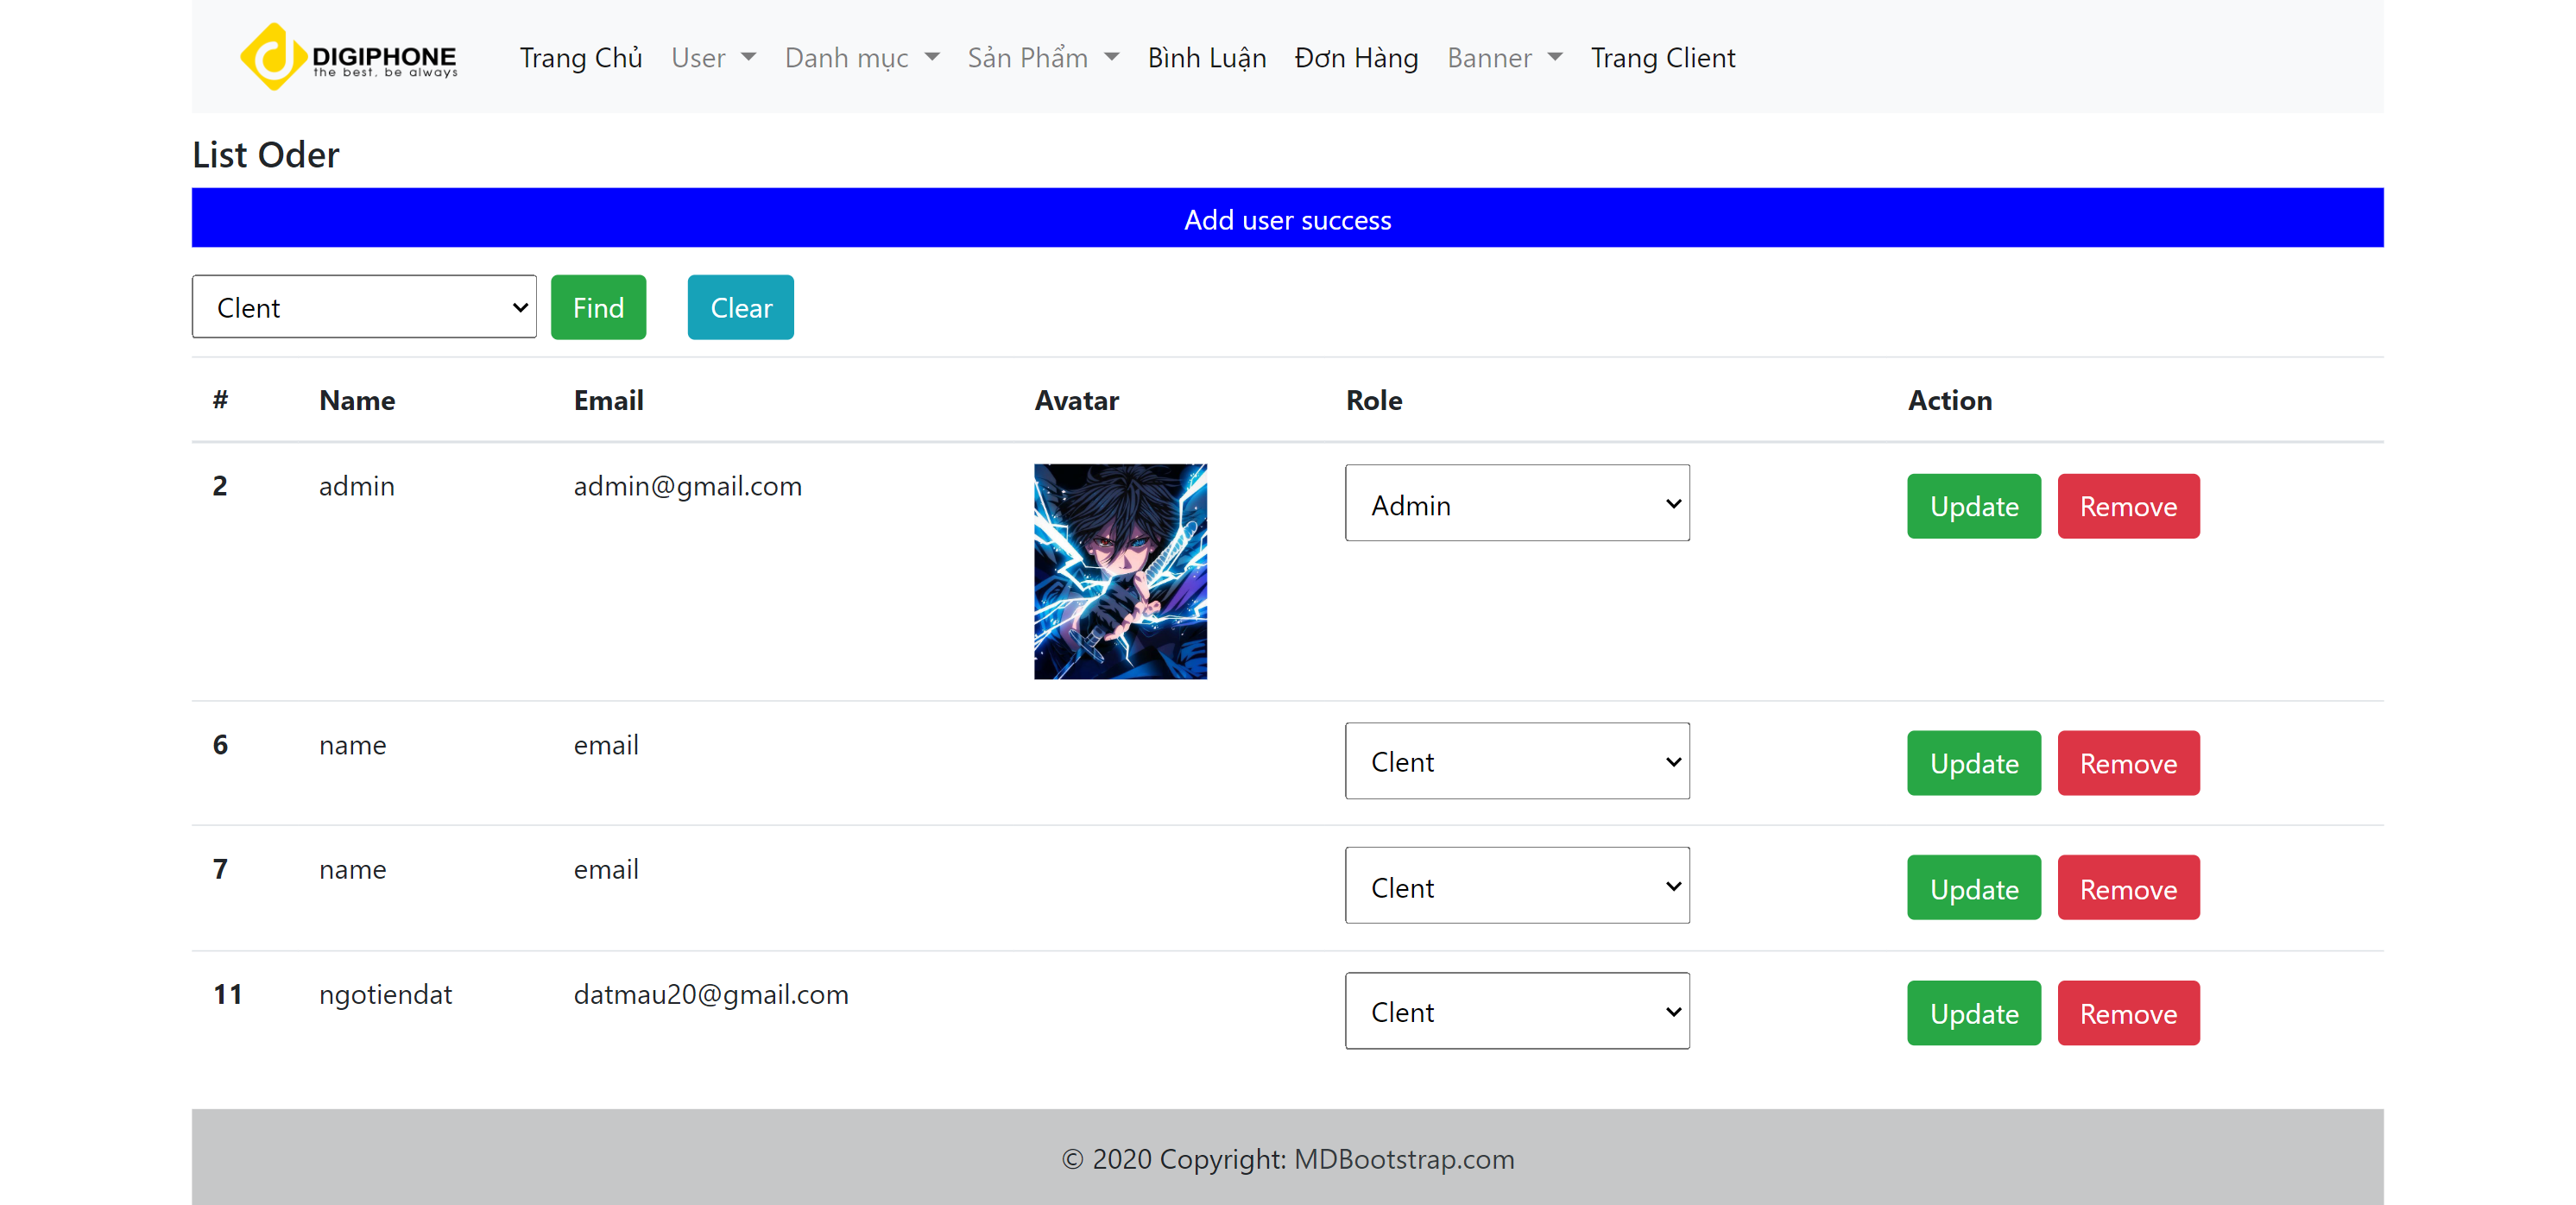 DIGIPHONE
the best, be always
Trang Chủ User Danh mục Sản Phẩm Bình Luận Đơn Hàng Banner Trang Client
List Oder
Add user success
Clent Find Clear
# Name Email Avatar Role Action
2 admin admin@gmail.com Admin Update Remove
6 name email Clent Update Remove
7 name email Clent Update Remove
11 ngotiendat datmau20@gmail.com Clent Update Remove
© 2020 Copyright: MDBootstrap.com